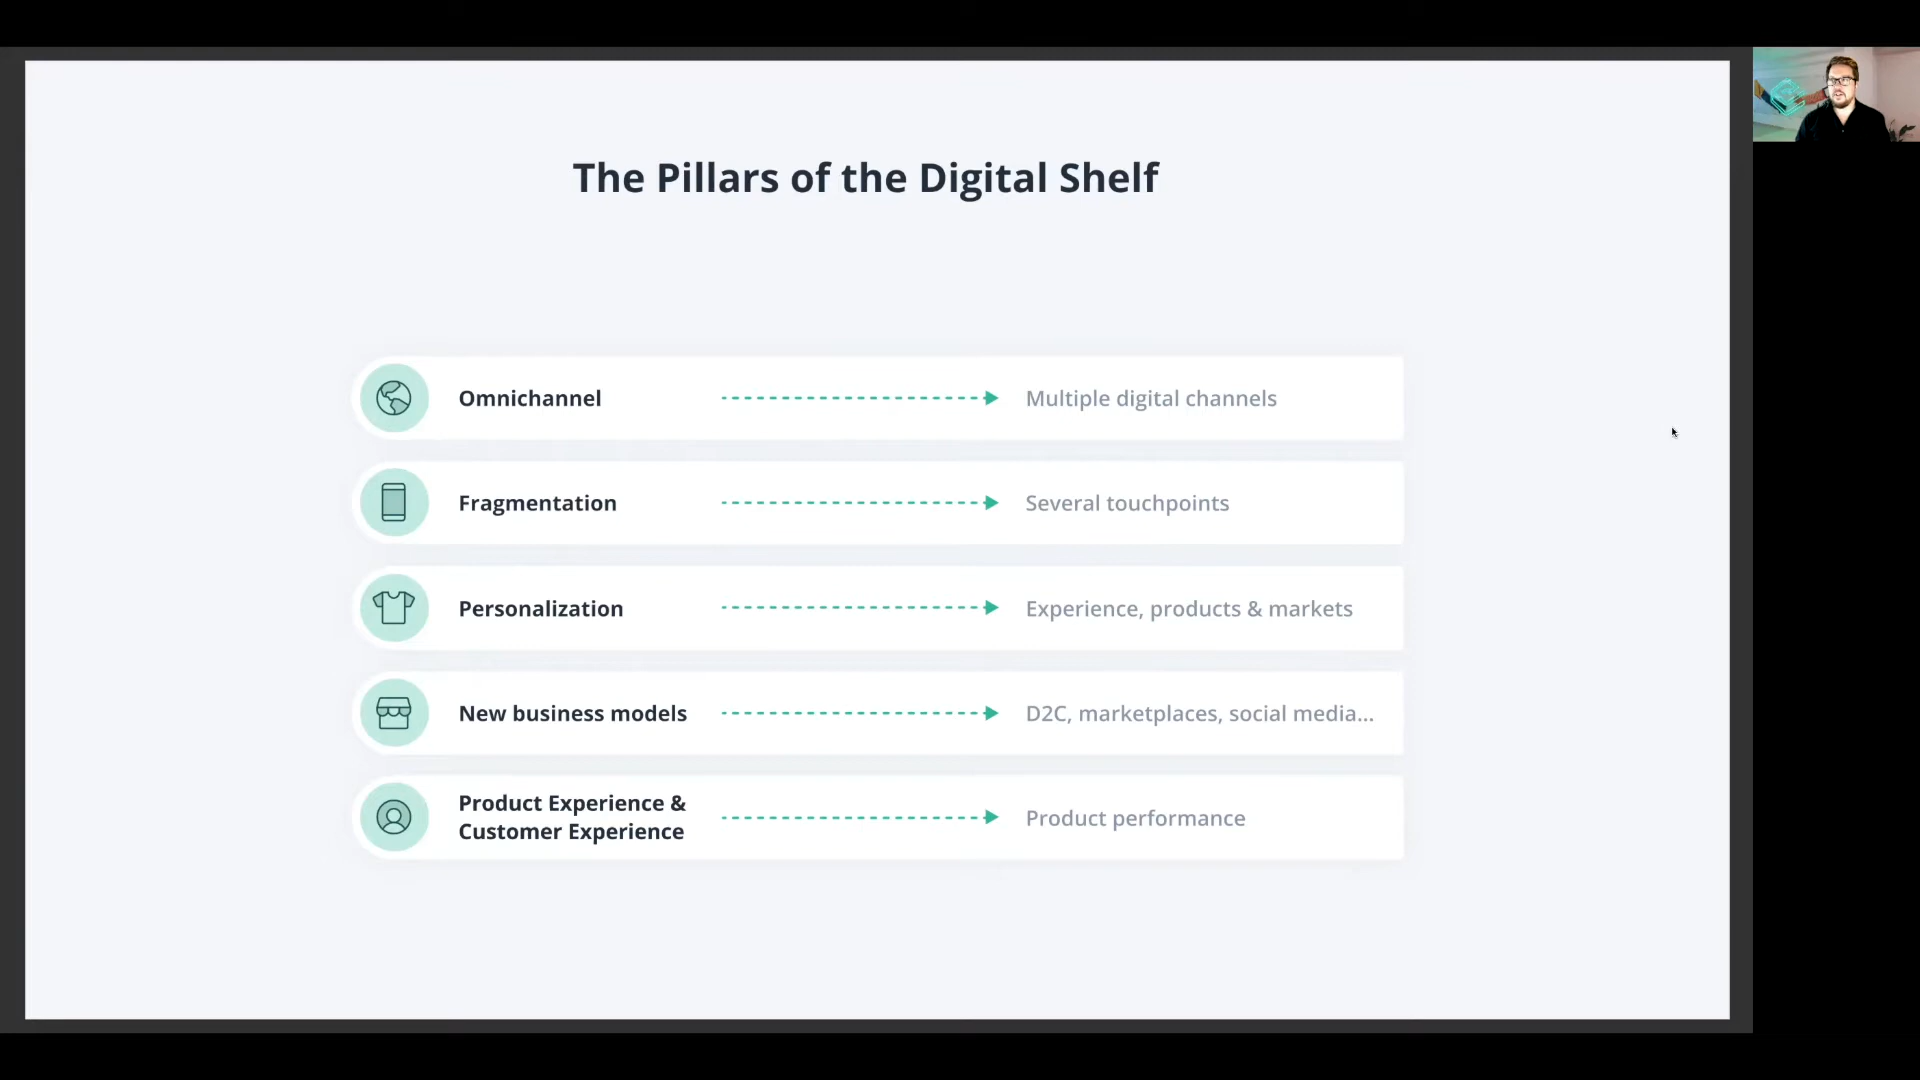 The Pillars of the Digital Shelf
Omnichannel
Multiple digital channels
Fragmentation
Several touchpoints
Personalization
Experience, products & markets
New business models
D2C, marketplaces, social media...
Product Experience &
Customer Experience
Product performance